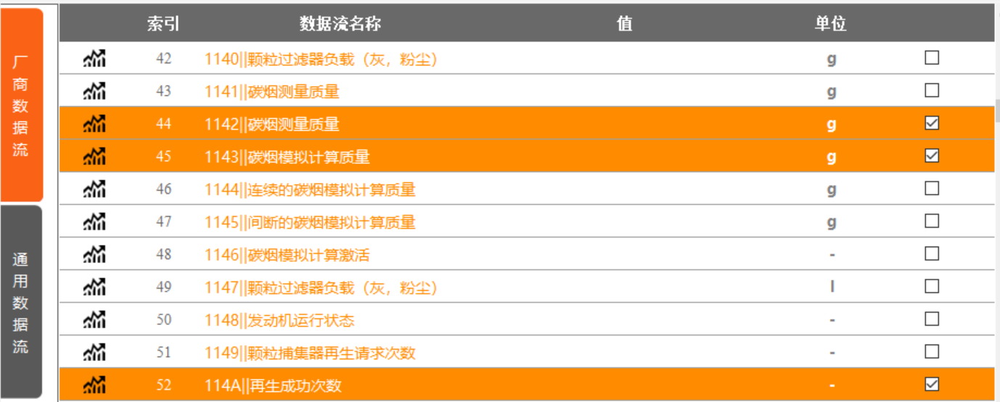 厂商数据流
通用数据流
索引 数据流名称 值 单位
42 1140||颗粒过滤器负载（灰，粉尘） g
43 1141||碳烟测量质量 g
44 1142||碳烟测量质量 g
45 1143||碳烟模拟计算质量 g
46 1144||连续的碳烟模拟计算质量 g
47 1145||间断的碳烟模拟计算质量 g
48 1146||碳烟模拟计算激活 -
49 1147||颗粒过滤器负载（灰，粉尘） l
50 1148||发动机运行状态 -
51 1149||颗粒捕集器再生请求次数 -
52 114A||再生成功次数 -